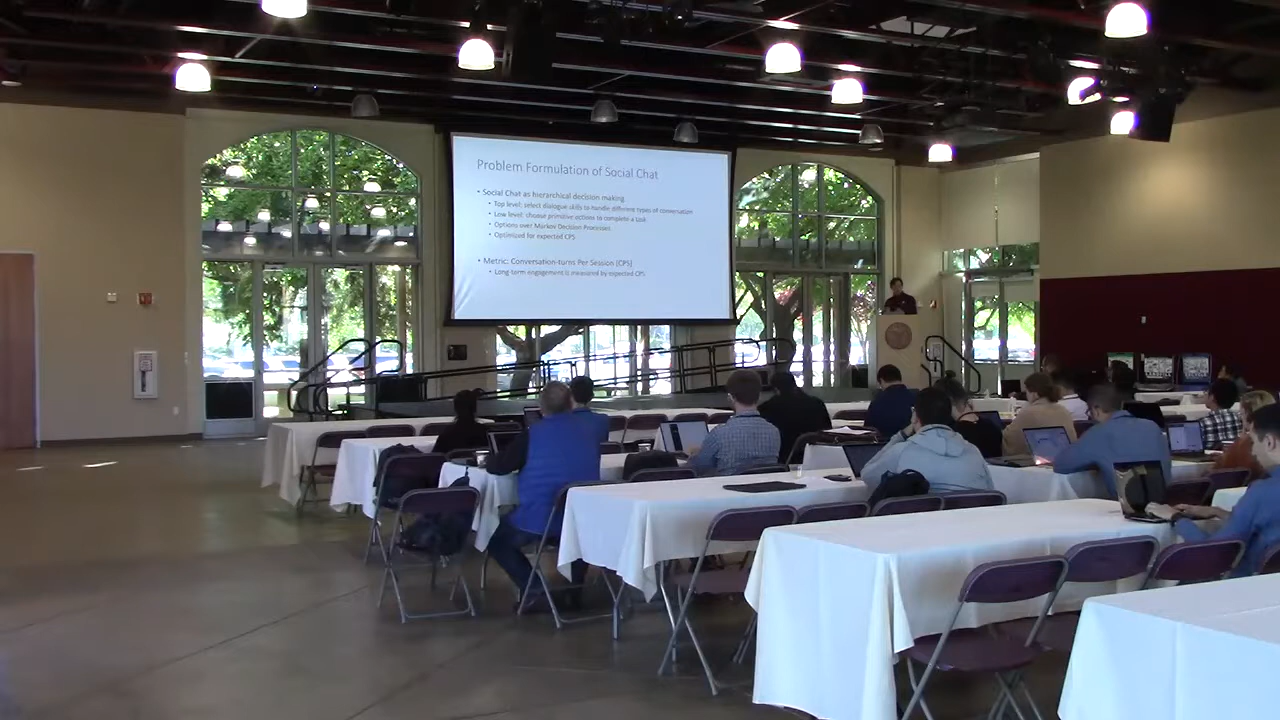 Problem Formulation of Social Chat
• Social Chat as hierarchical decision making
• Top level: select dialogue skills to handle different types of conversation
• Low level: choose primitive actions to complete a task
• Options over Markov Decision Processes
• Optimized for expected CPS
• Metric: Conversation-turns Per Session (CPS)
• Long-term engagement is measured by expected CPS